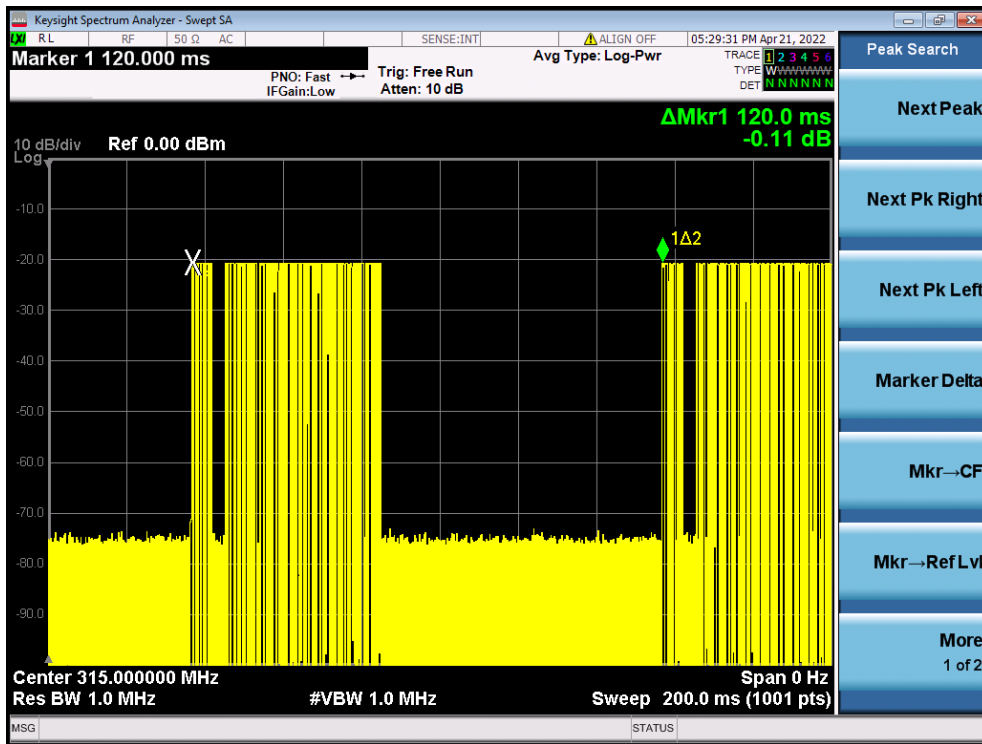 Keysight Spectrum Analyzer - Swept SA
LXI RL RF 50 Ω AC SENSE:INT ALIGN OFF 05:29:31 PM Apr 21, 2022
Marker 1 120.000 ms
PNO: Fast
IFGain:Low
Trig: Free Run
Atten: 10 dB
Avg Type: Log-Pwr
TRACE 1 2 3 4 5 6
TYPE WWWWWW
DET N N N N N N
Peak Search
ΔMkr1 120.0 ms
-0.11 dB
10 dB/div Ref 0.00 dBm
Log
-10.0
-20.0
-30.0
-40.0
-50.0
-60.0
-70.0
-80.0
-90.0
X
1Δ2
Center 315.000000 MHz Span 0 Hz
Res BW 1.0 MHz #VBW 1.0 MHz Sweep 200.0 ms (1001 pts)
MSG STATUS
Next Peak
Next Pk Right
Next Pk Left
Marker Delta
Mkr→CF
Mkr→Ref Lvl
More
1 of 2